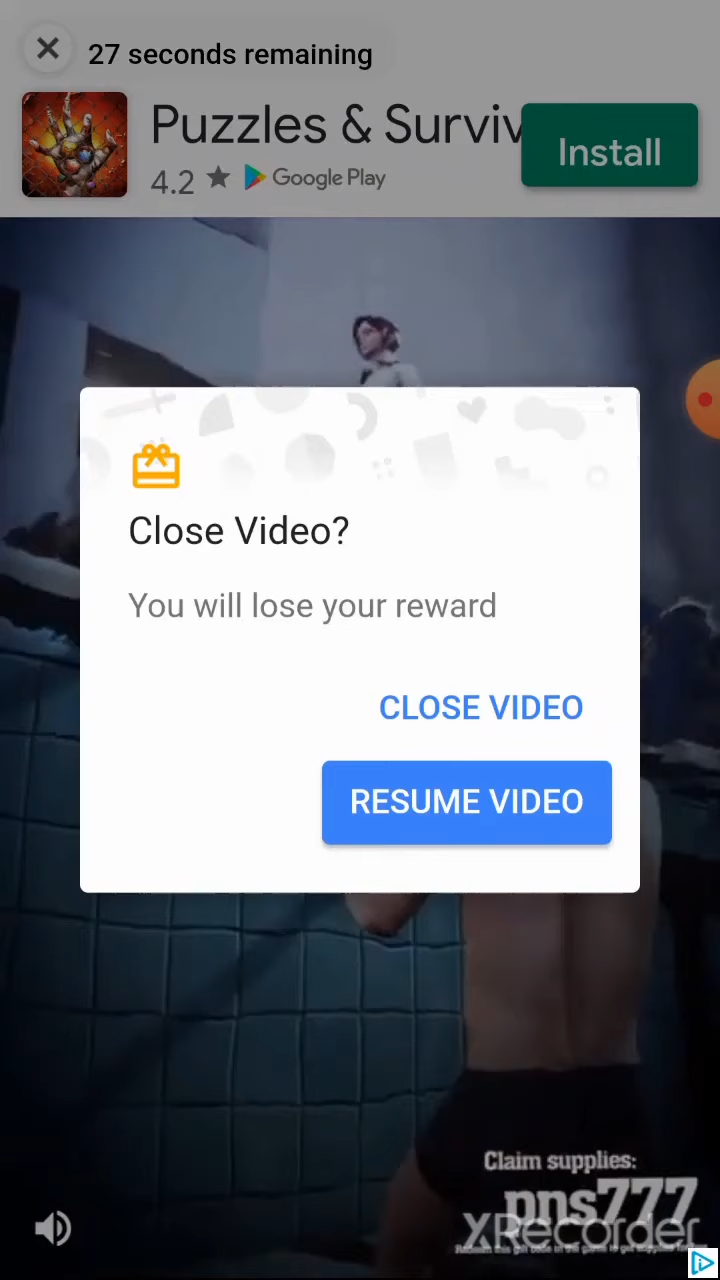 27 seconds remaining
Puzzles & Surviv
Install
4.2 ★ Google Play
Close Video?
You will lose your reward
CLOSE VIDEO
RESUME VIDEO
Claim supplies:
pns777
XRecorder